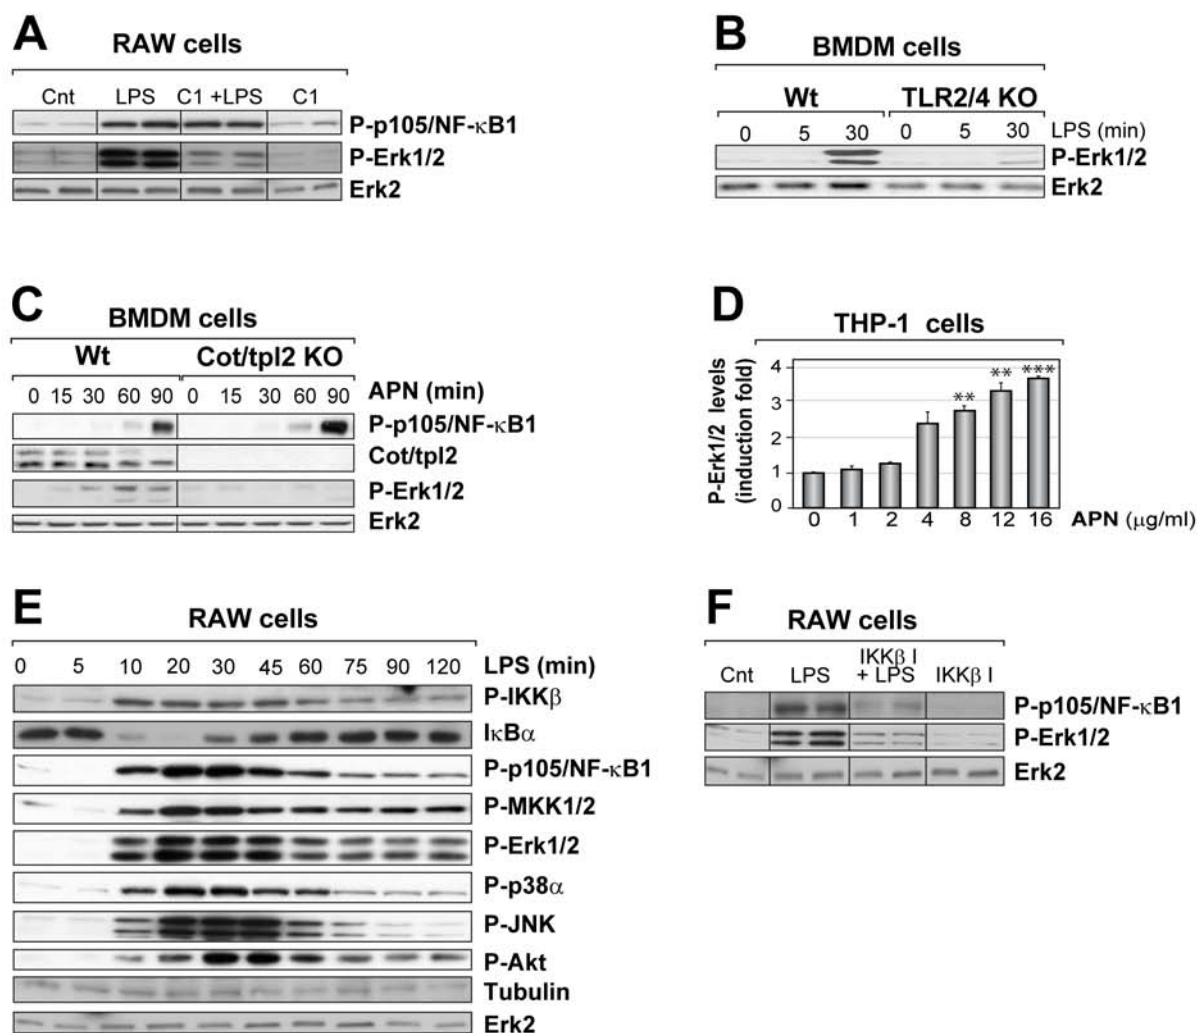 A
RAW cells
Cnt LPS C1 +LPS C1
P-p105/NF-κB1
P-Erk1/2
Erk2
B
BMDM cells
Wt TLR2/4 KO
0 5 30 0 5 30 LPS (min)
P-Erk1/2
Erk2
C
BMDM cells
Wt Cot/tpl2 KO
0 15 30 60 90 0 15 30 60 90 APN (min)
P-p105/NF-κB1
Cot/tpl2
P-Erk1/2
Erk2
D
THP-1 cells
P-Erk1/2 levels
(induction fold)
4
3
2
1
0
** ** ***
0 1 2 4 8 12 16 APN (μg/ml)
E
RAW cells
0 5 10 20 30 45 60 75 90 120 LPS (min)
P-IKKβ
IκBα
P-p105/NF-κB1
P-MKK1/2
P-Erk1/2
P-p38α
P-JNK
P-Akt
Tubulin
Erk2
F
RAW cells
Cnt LPS IKKβ I + LPS IKKβ I
P-p105/NF-κB1
P-Erk1/2
Erk2